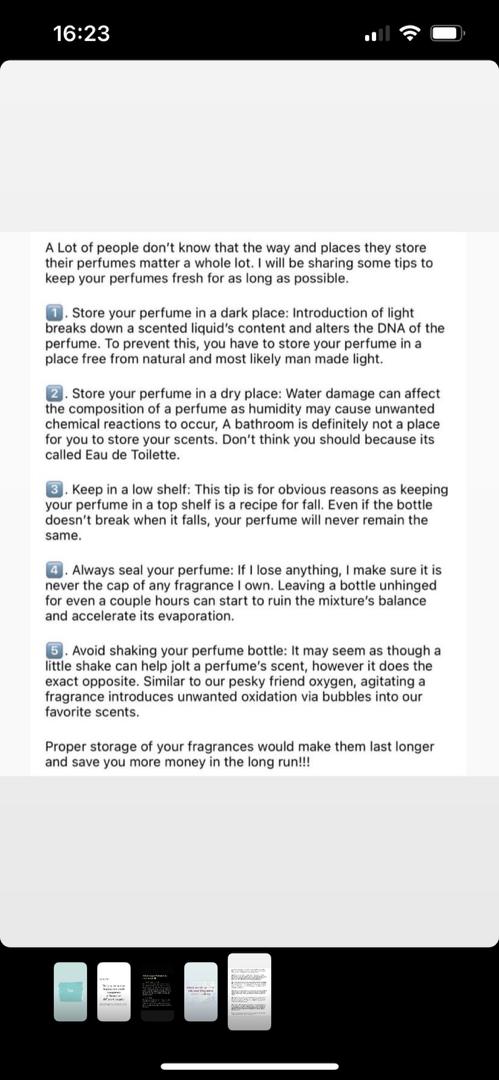 16:23
A Lot of people don't know that the way and places they store
their perfumes matter a whole lot. I will be sharing some tips to
keep your perfumes fresh for as long as possible.
1️⃣. Store your perfume in a dark place: Introduction of light
breaks down a scented liquid's content and alters the DNA of the
perfume. To prevent this, you have to store your perfume in a
place free from natural and most likely man made light.
2️⃣. Store your perfume in a dry place: Water damage can affect
the composition of a perfume as humidity may cause unwanted
chemical reactions to occur, A bathroom is definitely not a place
for you to store your scents. Don't think you should because its
called Eau de Toilette.
3️⃣. Keep in a low shelf: This tip is for obvious reasons as keeping
your perfume in a top shelf is a recipe for fall. Even if the bottle
doesn't break when it falls, your perfume will never remain the
same.
4️⃣. Always seal your perfume: If I lose anything, I make sure it is
never the cap of any fragrance I own. Leaving a bottle unhinged
for even a couple hours can start to ruin the mixture's balance
and accelerate its evaporation.
5️⃣. Avoid shaking your perfume bottle: It may seem as though a
little shake can help jolt a perfume's scent, however it does the
exact opposite. Similar to our pesky friend oxygen, agitating a
fragrance introduces unwanted oxidation via bubbles into our
favorite scents.
Proper storage of your fragrances would make them last longer
and save you more money in the long run!!!